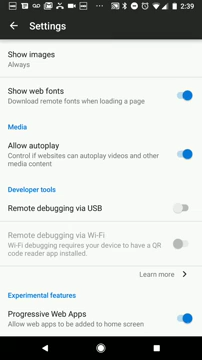 2:39
Settings
Show images
Always
Show web fonts
Download remote fonts when loading a page
Media
Allow autoplay
Control if websites can autoplay videos and other
media content
Developer tools
Remote debugging via USB
Remote debugging via Wi-Fi
Wi-Fi debugging requires your device to have a QR
code reader app installed.
Learn more
Experimental features
Progressive Web Apps
Allow web apps to be added to home screen